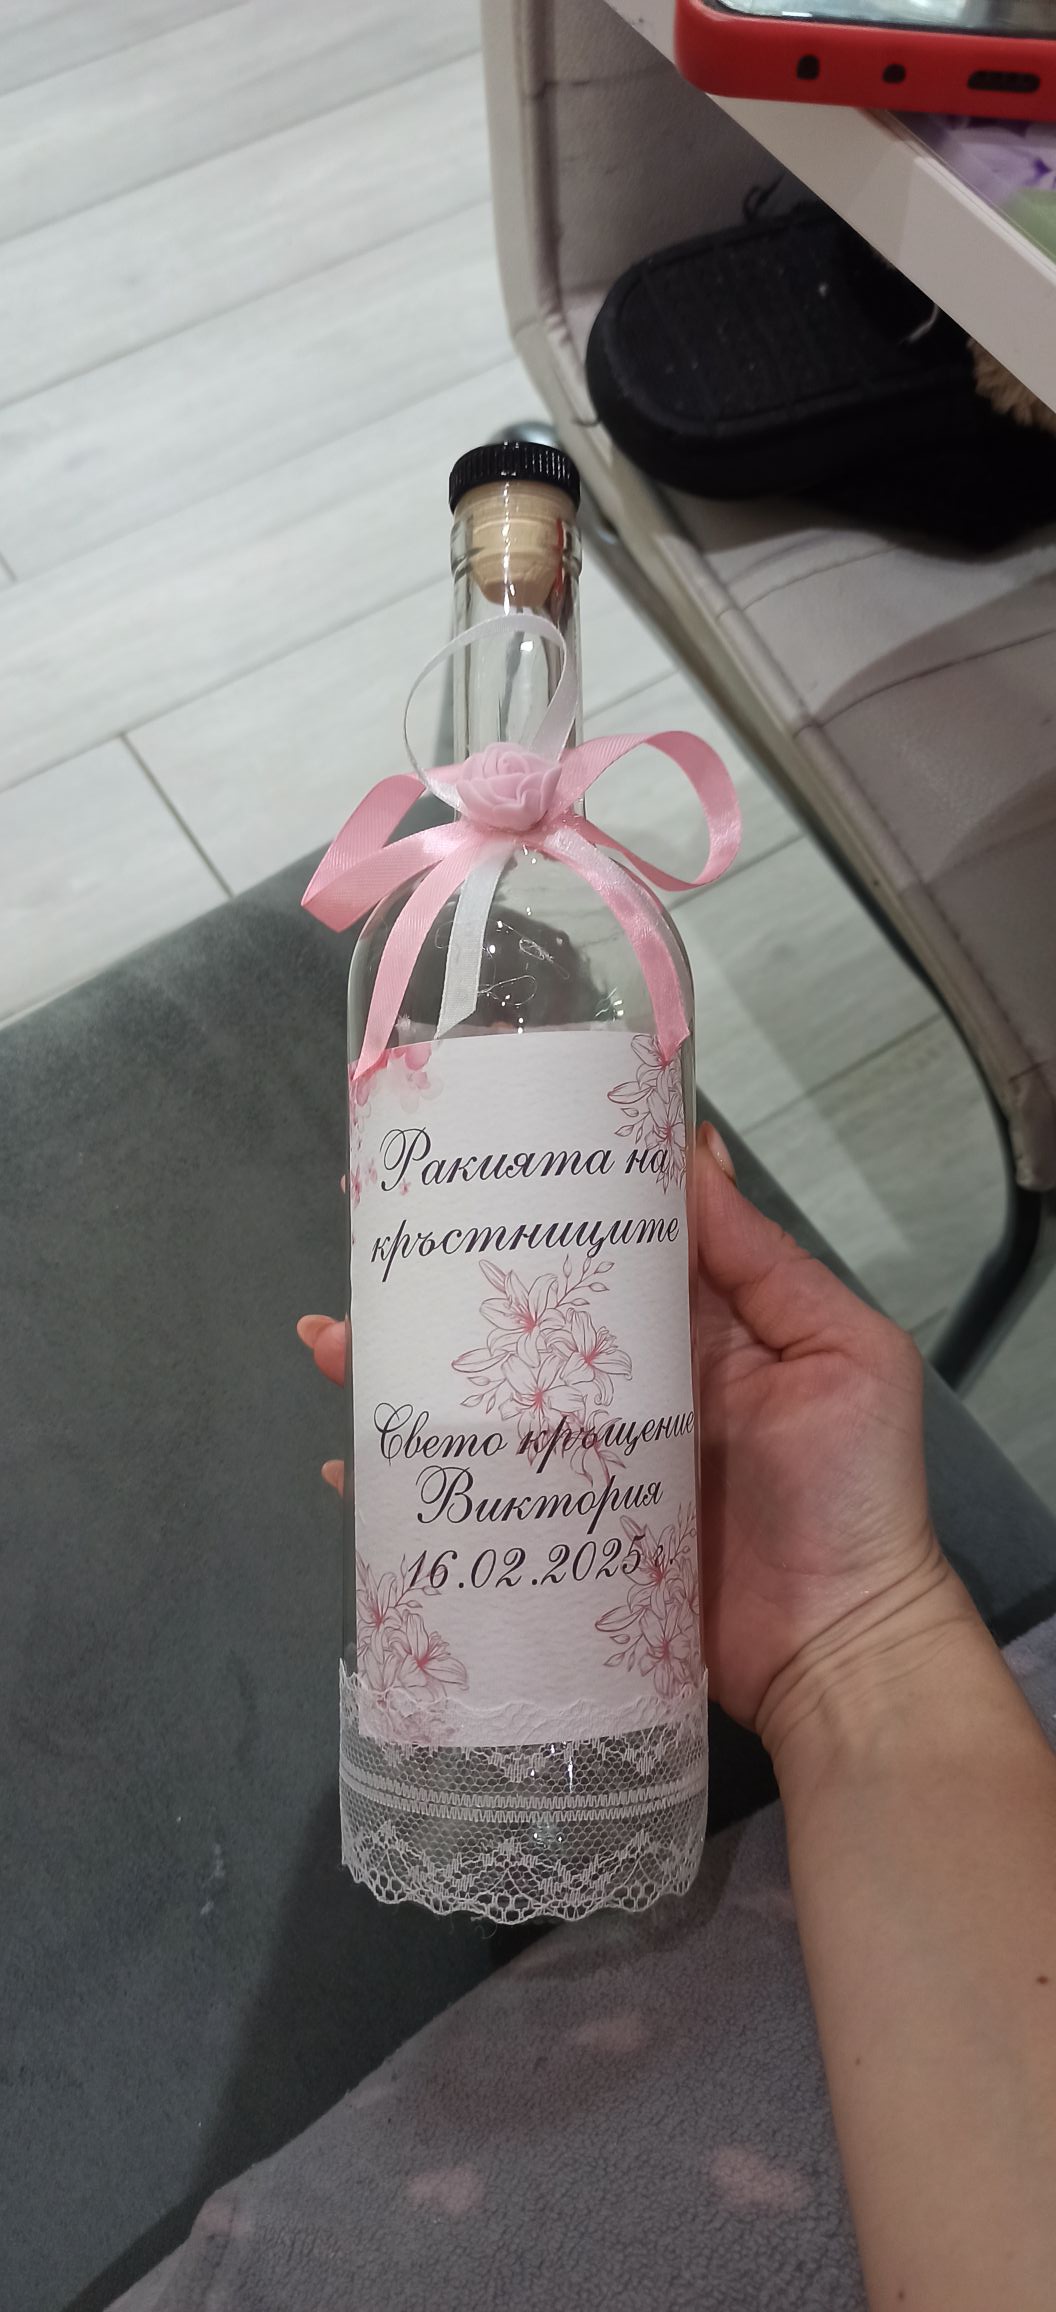 Ракията на
кръстниците
Свето кръщение
Виктория
16.02.2025 г.